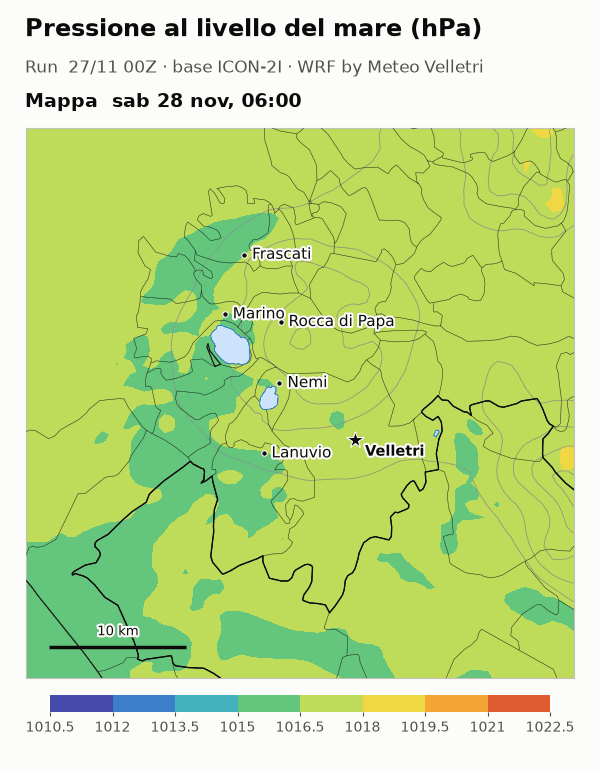 Pressione al livello del mare (hPa)
Run  27/11 00Z · base ICON-2I · WRF by Meteo Velletri
Mappa  sab 28 nov, 06:00
Frascati
Marino
Rocca di Papa
Nemi
Velletri
Lanuvio
10 km
1010.5 1012 1013.5 1015 1016.5 1018 1019.5 1021 1022.5